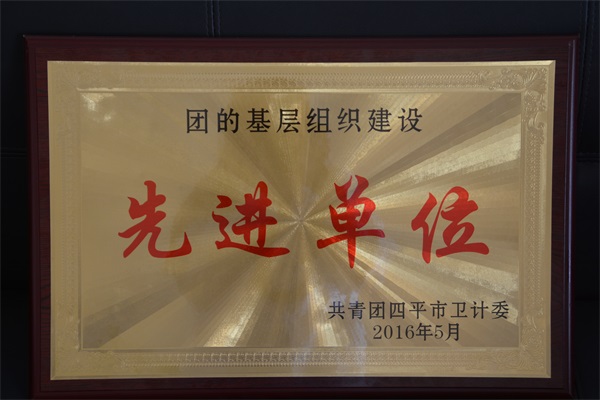 团的基层组织建设
先进单位
共青团四平市卫计委
2016年5月